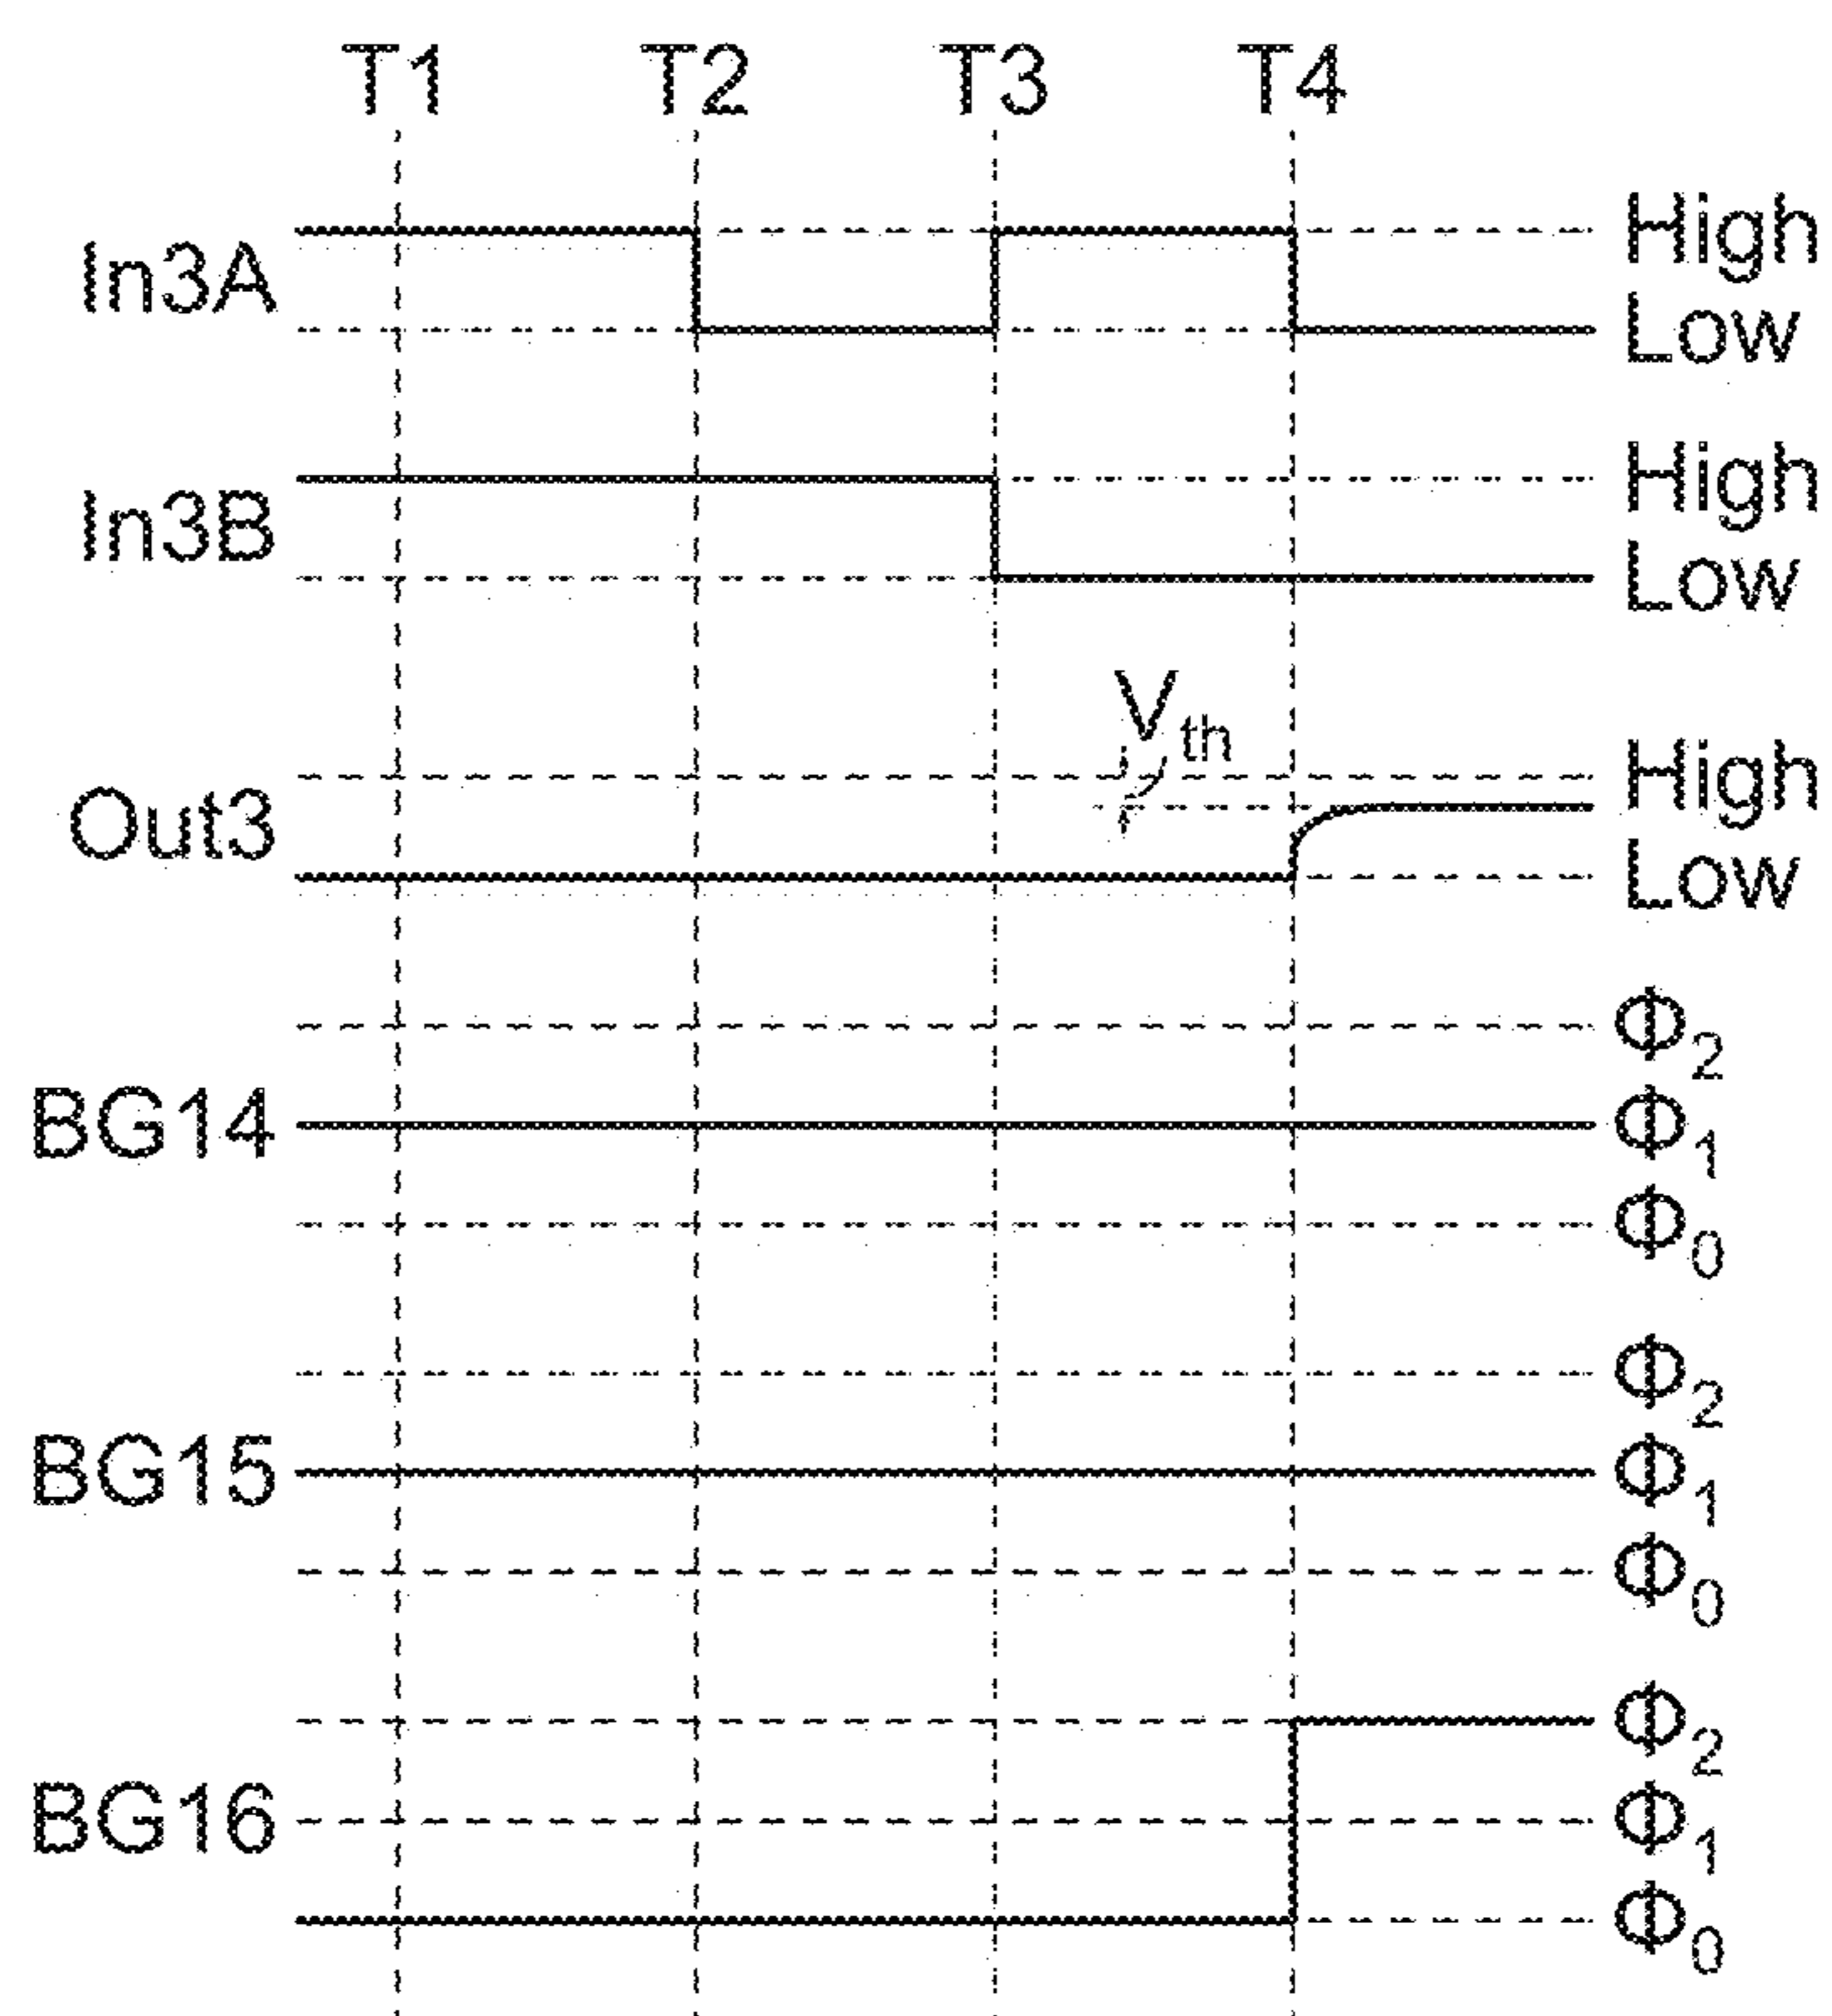 T1 T2 T3 T4
In3A High
Low
In3B High
Low
Vth
Out3 High
Low
Φ2
BG14 Φ1
Φ0
Φ2
BG15 Φ1
Φ0
Φ2
BG16 Φ1
Φ0